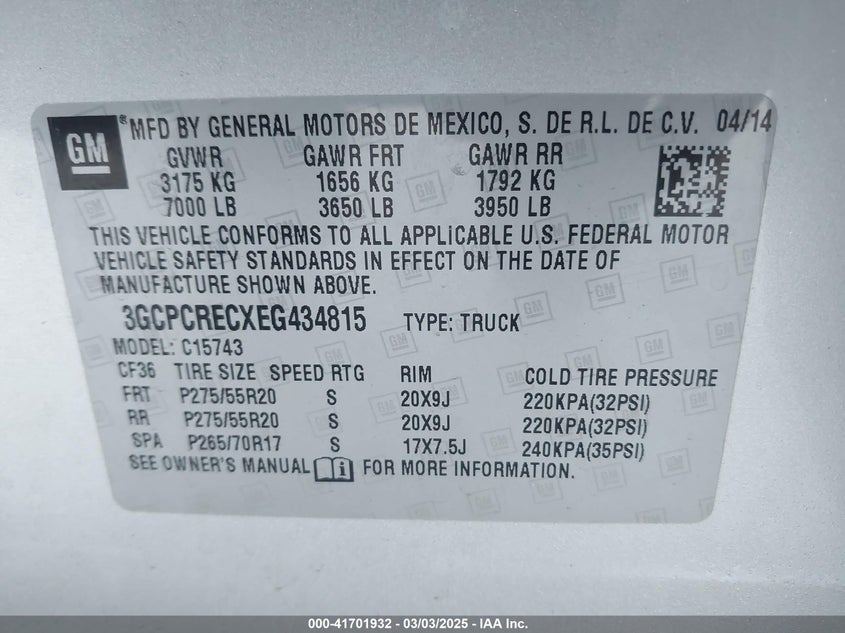 GM
®MFD BY GENERAL MOTORS DE MEXICO, S. DE R.L. DE C.V. 04/14
GVWR GAWR FRT GAWR RR
3175 KG 1656 KG 1792 KG
7000 LB 3650 LB 3950 LB
THIS VEHICLE CONFORMS TO ALL APPLICABLE U.S. FEDERAL MOTOR
VEHICLE SAFETY STANDARDS IN EFFECT ON THE DATE OF
MANUFACTURE SHOWN ABOVE.
3GCPCRECXEG434815 TYPE: TRUCK
MODEL: C15743
CF36 TIRE SIZE SPEED RTG RIM COLD TIRE PRESSURE
FRT P275/55R20 S 20X9J 220KPA(32PSI)
RR P275/55R20 S 20X9J 220KPA(32PSI)
SPA P265/70R17 S 17X7.5J 240KPA(35PSI)
SEE OWNER'S MANUAL FOR MORE INFORMATION.
000-41701932 - 03/03/2025 - IAA Inc.